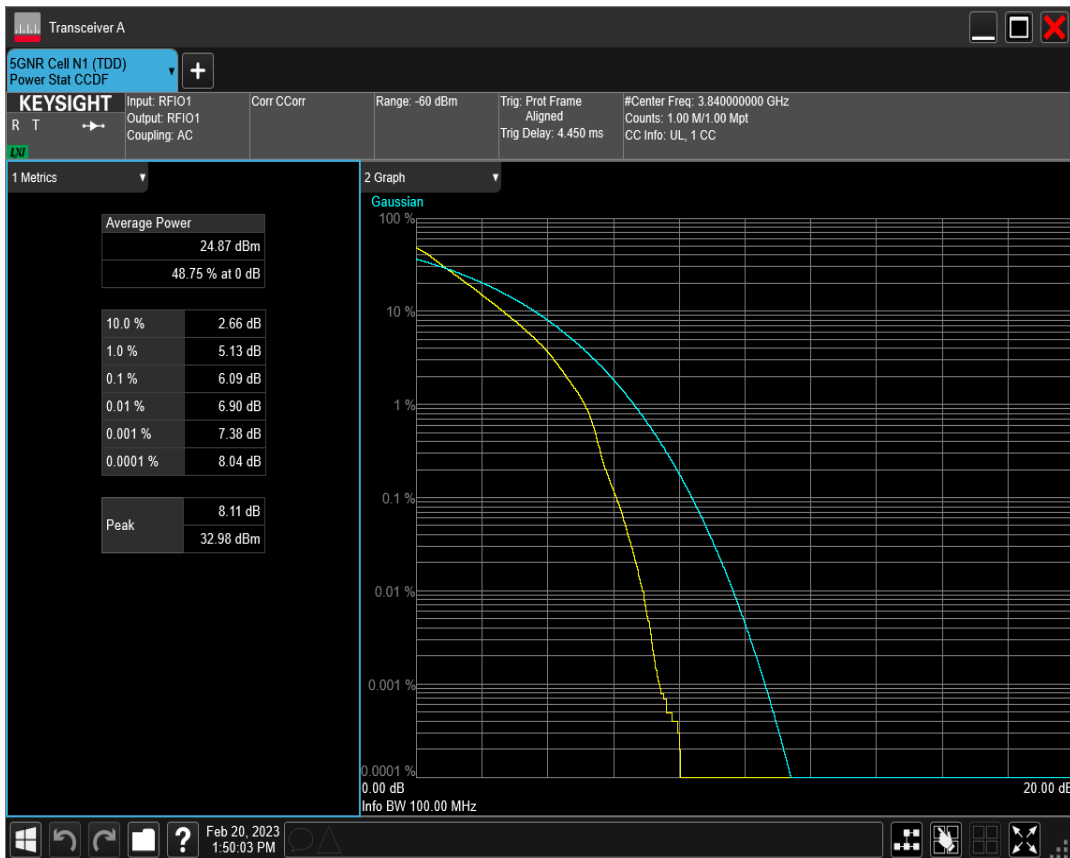 Transceiver A
5GNR Cell N1 (TDD)
Power Stat CCDF
+
KEYSIGHT
R T
LXI
Input: RFIO1
Output: RFIO1
Coupling: AC
Corr CCorr
Range: -60 dBm
Trig: Prot Frame
Aligned
Trig Delay: 4.450 ms
#Center Freq: 3.840000000 GHz
Counts: 1.00 M/1.00 Mpt
CC Info: UL, 1 CC
1 Metrics
Average Power
24.87 dBm
48.75 % at 0 dB
10.0 % 2.66 dB
1.0 % 5.13 dB
0.1 % 6.09 dB
0.01 % 6.90 dB
0.001 % 7.38 dB
0.0001 % 8.04 dB
Peak
8.11 dB
32.98 dBm
2 Graph
Gaussian
100 %
10 %
1 %
0.1 %
0.01 %
0.001 %
0.0001 %
0.00 dB 20.00 dB
Info BW 100.00 MHz
?
Feb 20, 2023
1:50:03 PM